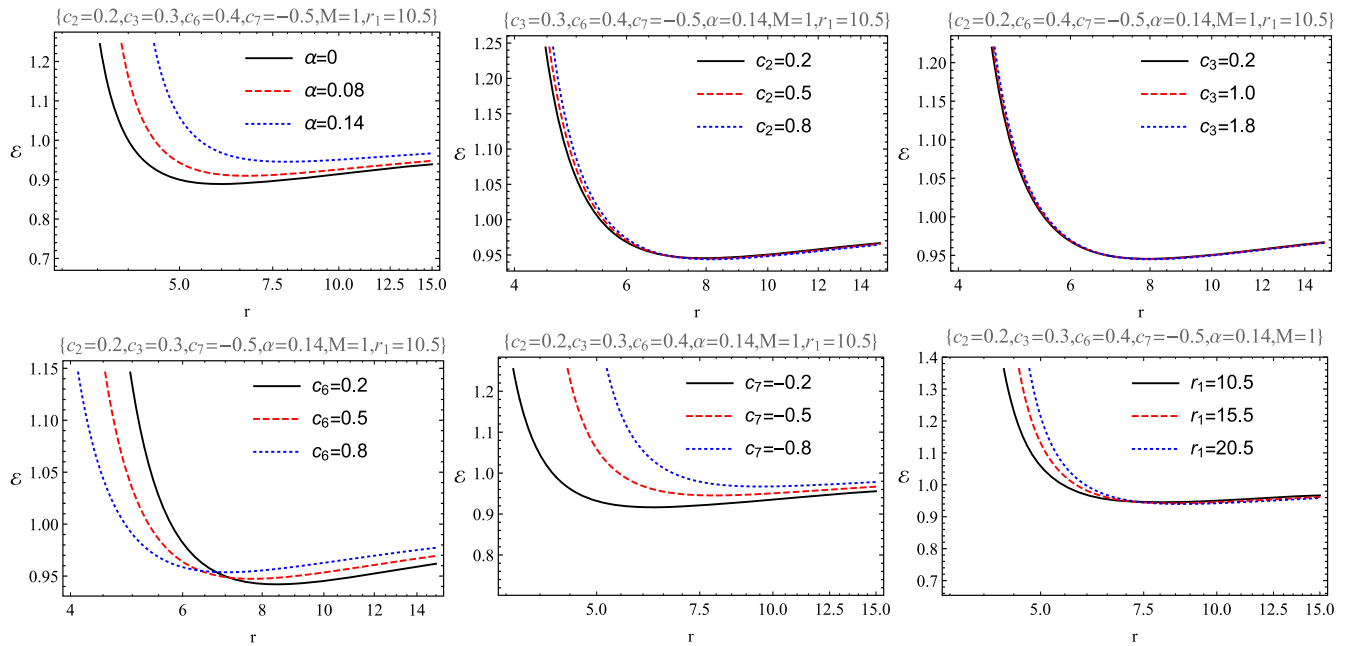 {c2=0.2,c3=0.3,c6=0.4,c7=−0.5,M=1,r1=10.5}
1.2
1.1
1.0
0.9
0.8
0.7
ℰ
α=0
α=0.08
α=0.14
5.0
7.5
10.0
12.5
15.0
r
{c3=0.3,c6=0.4,c7=−0.5,α=0.14,M=1,r1=10.5}
1.25
1.20
1.15
1.10
1.05
1.00
0.95
ℰ
c2=0.2
c2=0.5
c2=0.8
4
6
8
10
12
14
r
{c2=0.2,c6=0.4,c7=−0.5,α=0.14,M=1,r1=10.5}
1.20
1.15
1.10
1.05
1.00
0.95
ℰ
c3=0.2
c3=1.0
c3=1.8
4
6
8
10
12
14
r
{c2=0.2,c3=0.3,c7=−0.5,α=0.14,M=1,r1=10.5}
1.15
1.10
1.05
1.00
0.95
ℰ
c6=0.2
c6=0.5
c6=0.8
4
6
8
10
12
14
r
{c2=0.2,c3=0.3,c6=0.4,α=0.14,M=1,r1=10.5}
1.2
1.1
1.0
0.9
0.8
ℰ
c7=−0.2
c7=−0.5
c7=−0.8
5.0
7.5
10.0
12.5
15.0
r
{c2=0.2,c3=0.3,c6=0.4,c7=−0.5,α=0.14,M=1}
1.4
1.3
1.2
1.1
1.0
0.9
0.8
0.7
ℰ
r1=10.5
r1=15.5
r1=20.5
5.0
7.5
10.0
12.5
15.0
r